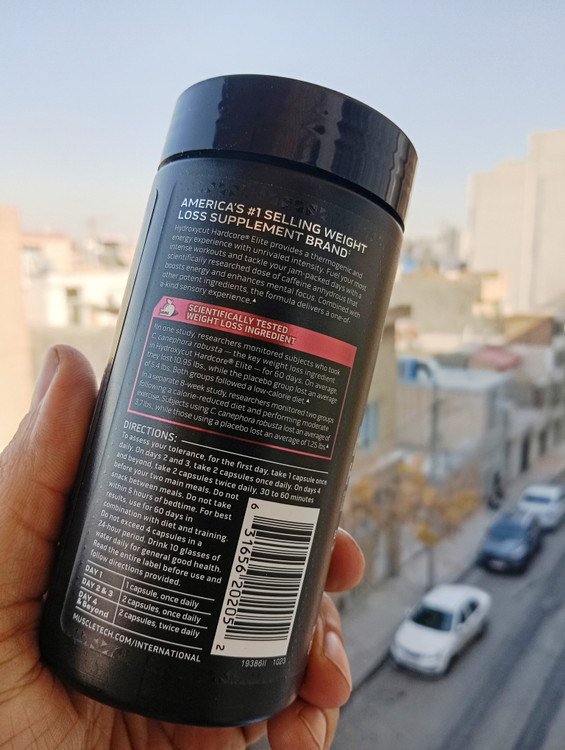 AMERICA'S #1 SELLING WEIGHT
LOSS SUPPLEMENT BRAND*
Hydroxycut Hardcore® Elite provides a thermogenic and
energy experience with unrivaled intensity. Fuel your most
intense workouts and tackle your jam-packed days with a
scientifically researched dose of caffeine anhydrous that
boosts energy and enhances mental focus. Combined with
other potent ingredients, the formula delivers a one-of-
a-kind sensory experience.▲
SCIENTIFICALLY TESTED
WEIGHT LOSS INGREDIENT
In one study, researchers monitored subjects who took
C. canephora robusta — the key weight loss ingredient
in Hydroxycut Hardcore® Elite — for 60 days. On average,
they lost 10.95 lbs., while the placebo group lost an average
of 5.4 lbs. Both groups followed a low-calorie diet.▲
In a separate 8-week study, researchers monitored two groups
following a calorie-reduced diet and performing moderate
exercise. Subjects using C. canephora robusta lost an average of
3.7 lbs., while those using a placebo lost an average of 1.25 lbs.▲
DIRECTIONS:
To assess your tolerance, for the first day, take 1 capsule once
daily. On days 2 and 3, take 2 capsules once daily. On days 4
and beyond, take 2 capsules twice daily, 30 to 60 minutes
before your two main meals. Do not
snack between meals. Do not take
within 5 hours of bedtime. For best
results, use for 60 days in
combination with diet and training.
Do not exceed 4 capsules in a
24-hour period. Drink 10 glasses of
water daily for general good health.
Read the entire label before use and
follow directions provided.
DAY 1 1 capsule, once daily
DAY 2 & 3 2 capsules, once daily
DAY 4
& Beyond 2 capsules, twice daily
MUSCLETECH.COM/INTERNATIONAL
6 31656 20205 2
19386II 1023